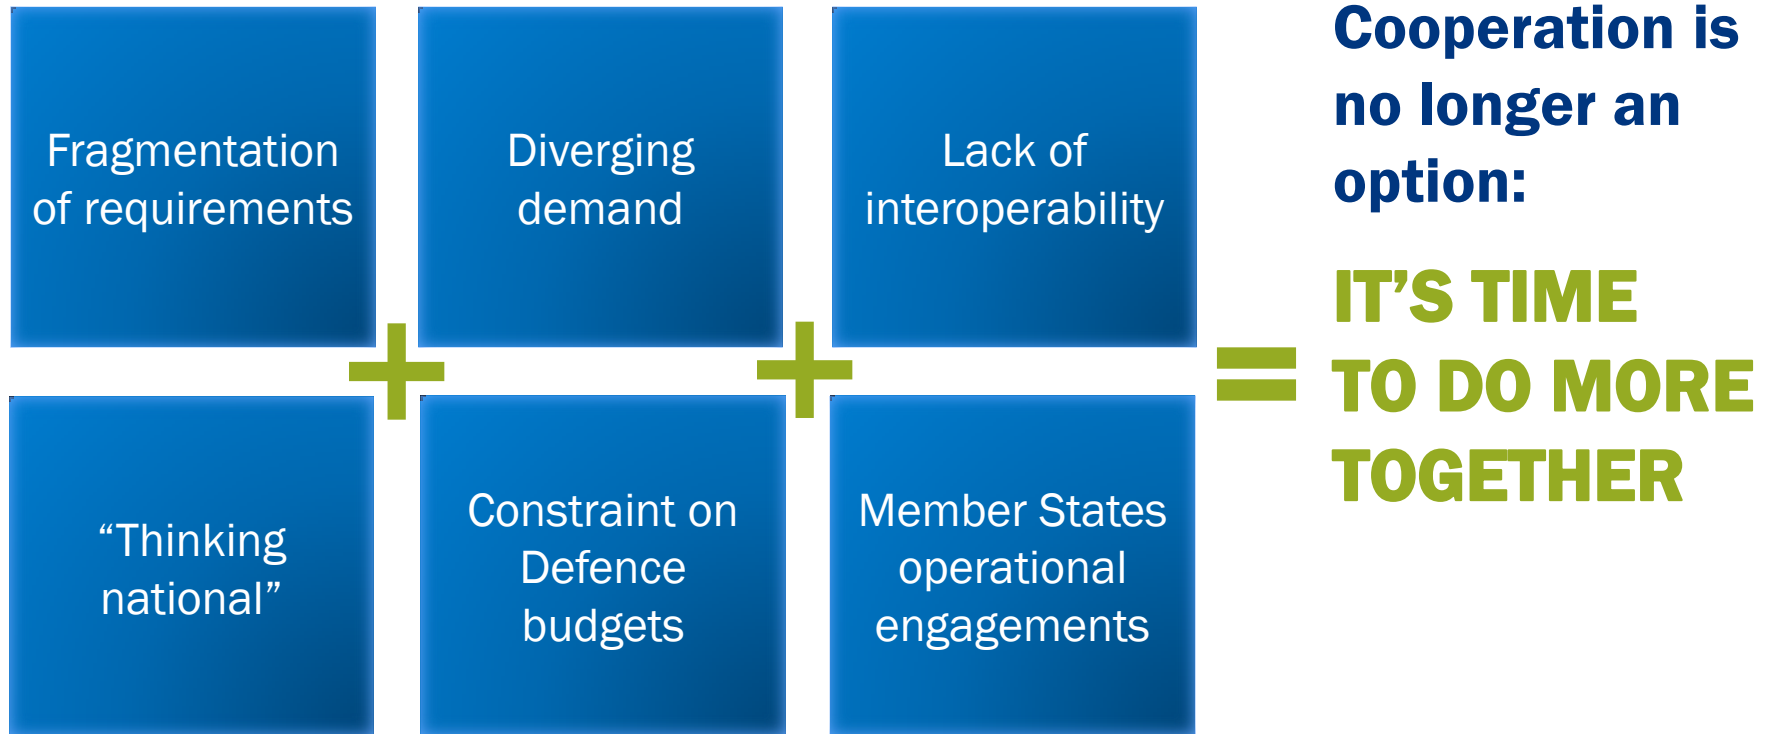 Fragmentation
of requirements
Diverging
demand
Lack of
interoperability
“Thinking
national”
Constraint on
Defence
budgets
Member States
operational
engagements
+
+
=
Cooperation is
no longer an
option:
IT’S TIME
TO DO MORE
TOGETHER